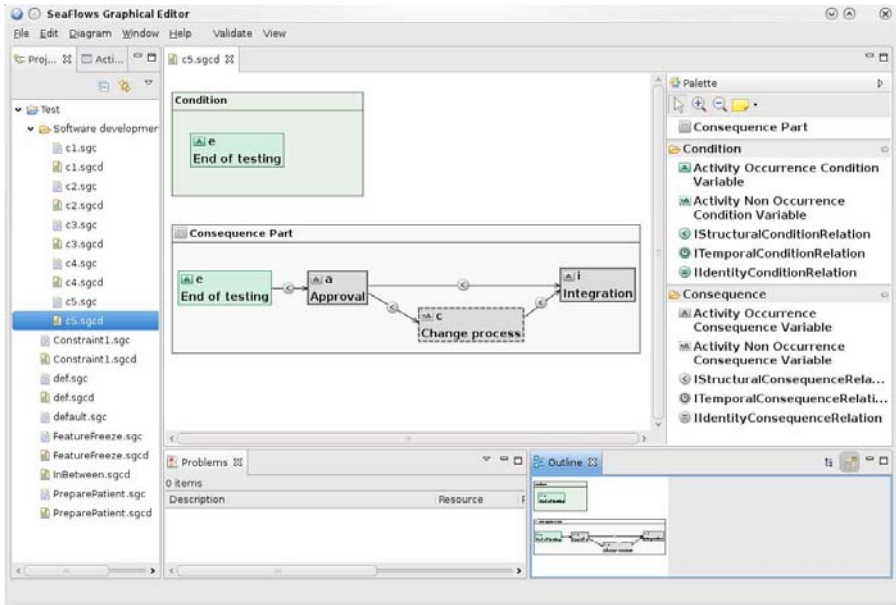 SeaFlows Graphical Editor
File Edit Diagram Window Help Validate View
Proj... Acti...
Test
Software developmer
c1.sgc
c1.sgcd
c2.sgc
c2.sgcd
c3.sgc
c3.sgcd
c4.sgc
c4.sgcd
c5.sgc
c5.sgcd
Constraint1.sgc
Constraint1.sgcd
def.sgc
def.sgcd
default.sgc
FeatureFreeze.sgc
FeatureFreeze.sgcd
InBetween.sgcd
PreparePatient.sgc
PreparePatient.sgcd
c5.sgcd
Condition
A e
End of testing
Consequence Part
A e
End of testing
<
A a
Approval
<
<
A c
Change process
<
A i
Integration
Palette
Consequence Part
Condition
Activity Occurrence Condition
Variable
Activity Non Occurrence
Condition Variable
IStructuralConditionRelation
ITemporalConditionRelation
IIdentityConditionRelation
Consequence
Activity Occurrence
Consequence Variable
Activity Non Occurrence
Consequence Variable
IStructuralConsequenceRela...
ITemporalConsequenceRelati...
IIdentityConsequenceRelation
Problems
0 items
Description Resource
Outline